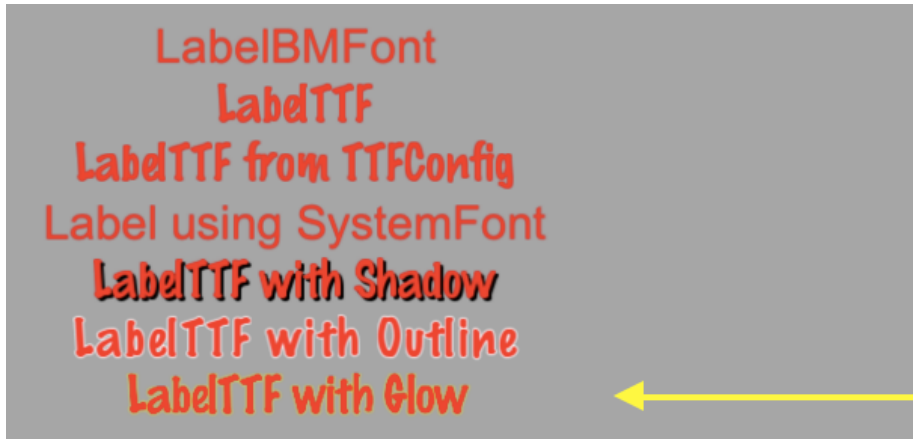 LabelBMFont
LabelTTF
LabelTTF from TTFConfig
Label using SystemFont
LabelTTF with Shadow
LabelTTF with Outline
LabelTTF with Glow